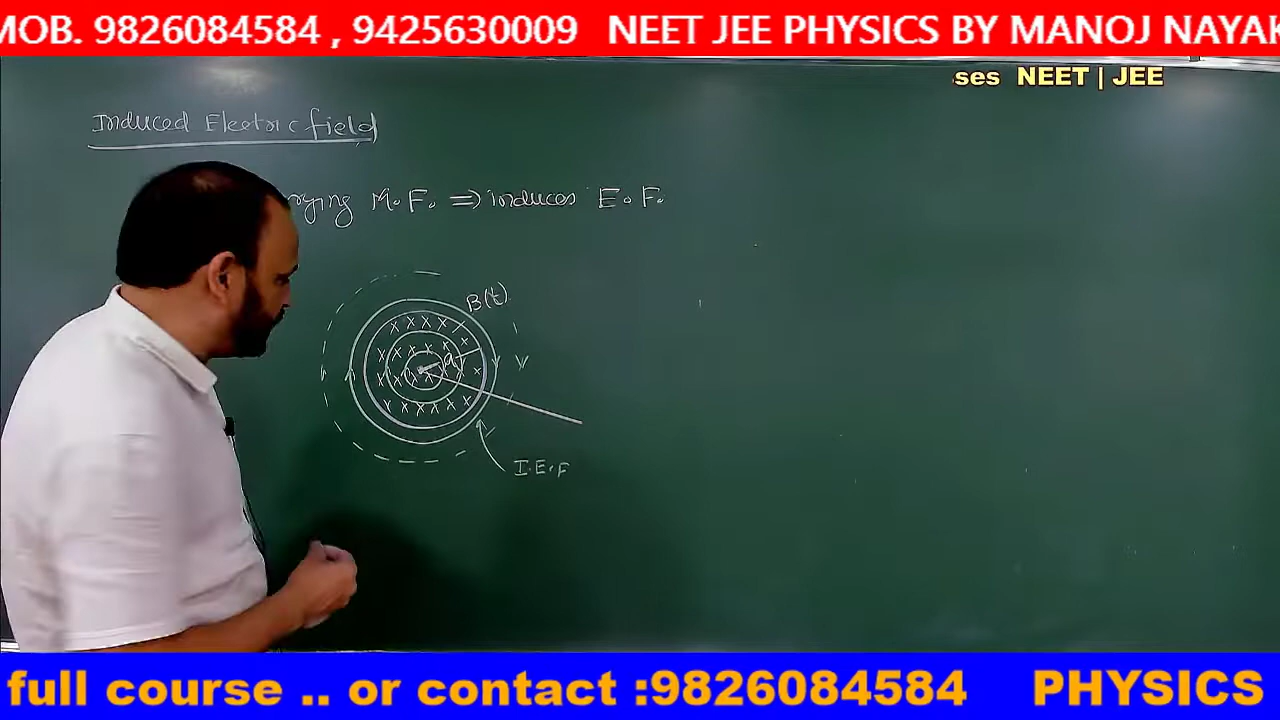 MOB. 9826084584 , 9425630009 NEET JEE PHYSICS BY MANOJ NAYAK
ses NEET | JEE
Induced Electric field
rying M.F. ⇒ induces E.F.
B(t)
a
I.E.F
full course .. or contact :9826084584 PHYSICS